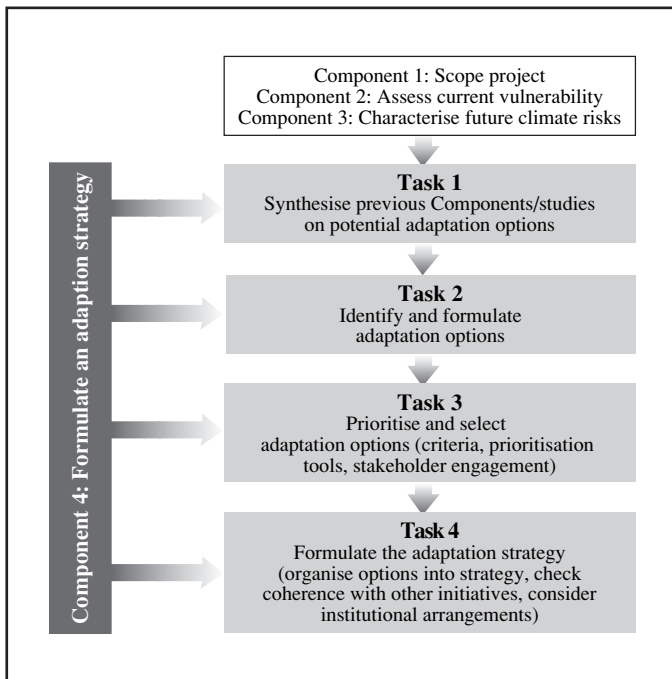 Component 1: Scope project
Component 2: Assess current vulnerability
Component 3: Characterise future climate risks
Component 4: Formulate an adaption strategy
Task 1
Synthesise previous Components/studies
on potential adaptation options
Task 2
Identify and formulate
adaptation options
Task 3
Prioritise and select
adaptation options (criteria, prioritisation
tools, stakeholder engagement)
Task 4
Formulate the adaptation strategy
(organise options into strategy, check
coherence with other initiatives, consider
institutional arrangements)